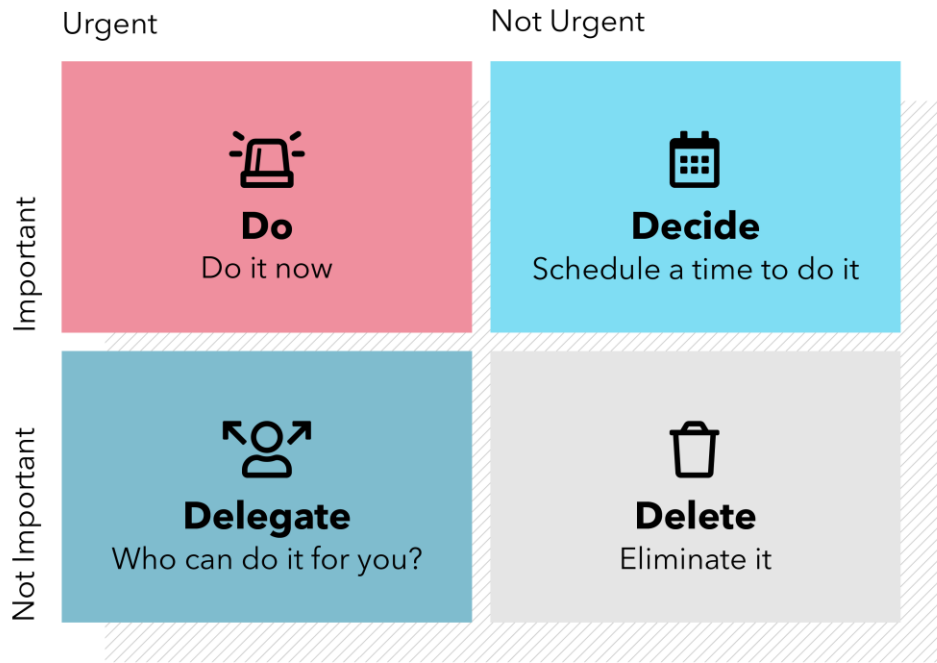 Urgent
Not Urgent
Important
Do
Do it now
Decide
Schedule a time to do it
Not Important
Delegate
Who can do it for you?
Delete
Eliminate it